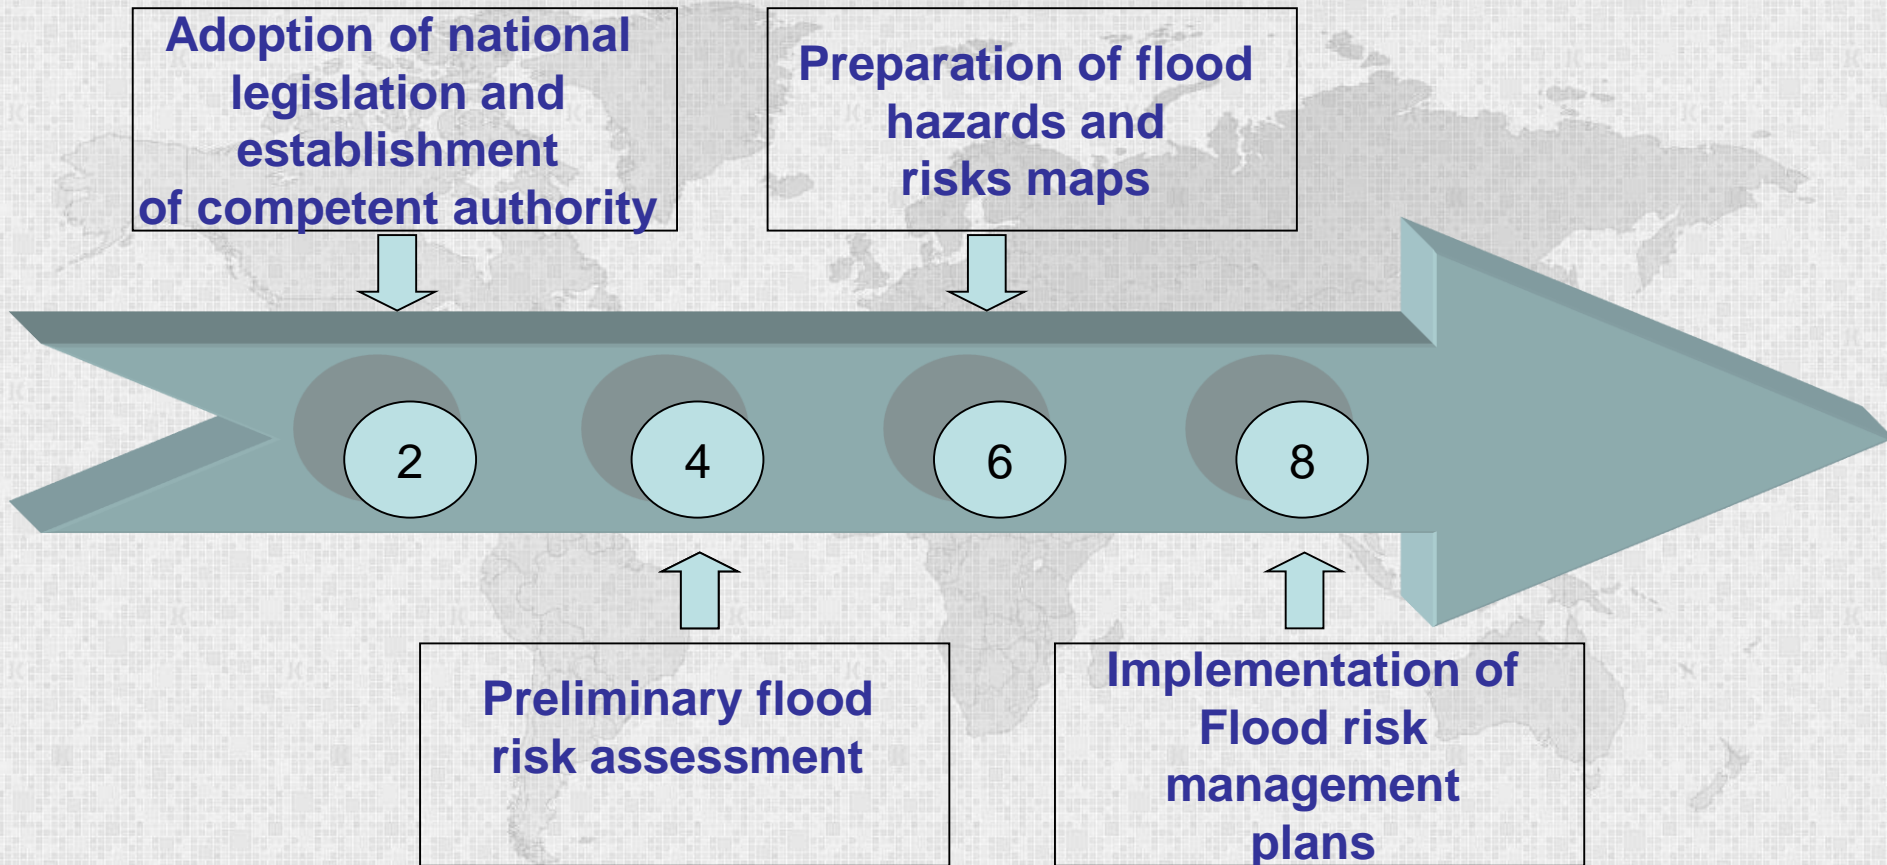 Adoption of national
legislation and
establishment
of competent authority
Preparation of flood
hazards and
risks maps
2
4
6
8
Preliminary flood
risk assessment
Implementation of
Flood risk
management
plans